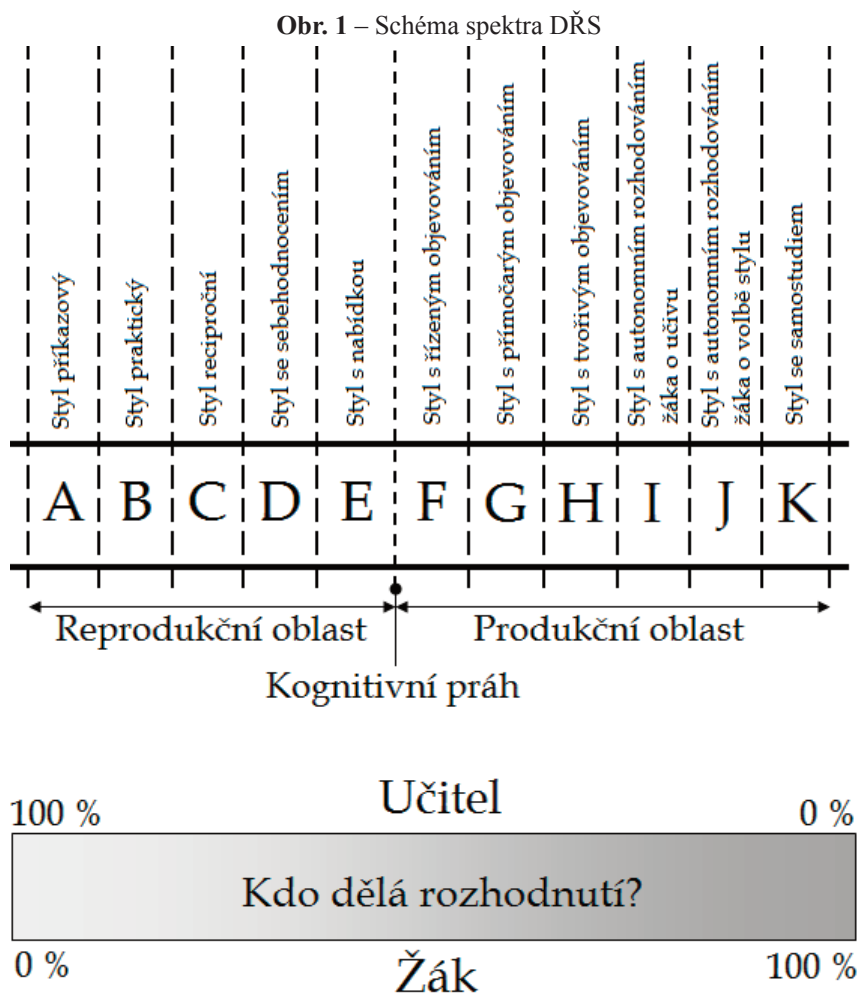 Obr. 1 – Schéma spektra DŘS
Styl příkazový
Styl praktický
Styl reciproční
Styl se sebehodnocením
Styl s nabídkou
Styl s řízeným objevováním
Styl s přímočarým objevováním
Styl s tvořivým objevováním
Styl s autonomním rozhodováním
žáka o učivu
Styl s autonomním rozhodováním
žáka o volbě stylu
Styl se samostudiem
A B C D E F G H I J K
Reprodukční oblast Produkční oblast
Kognitivní práh
100 % Učitel 0 %
Kdo dělá rozhodnutí?
0 % Žák 100 %